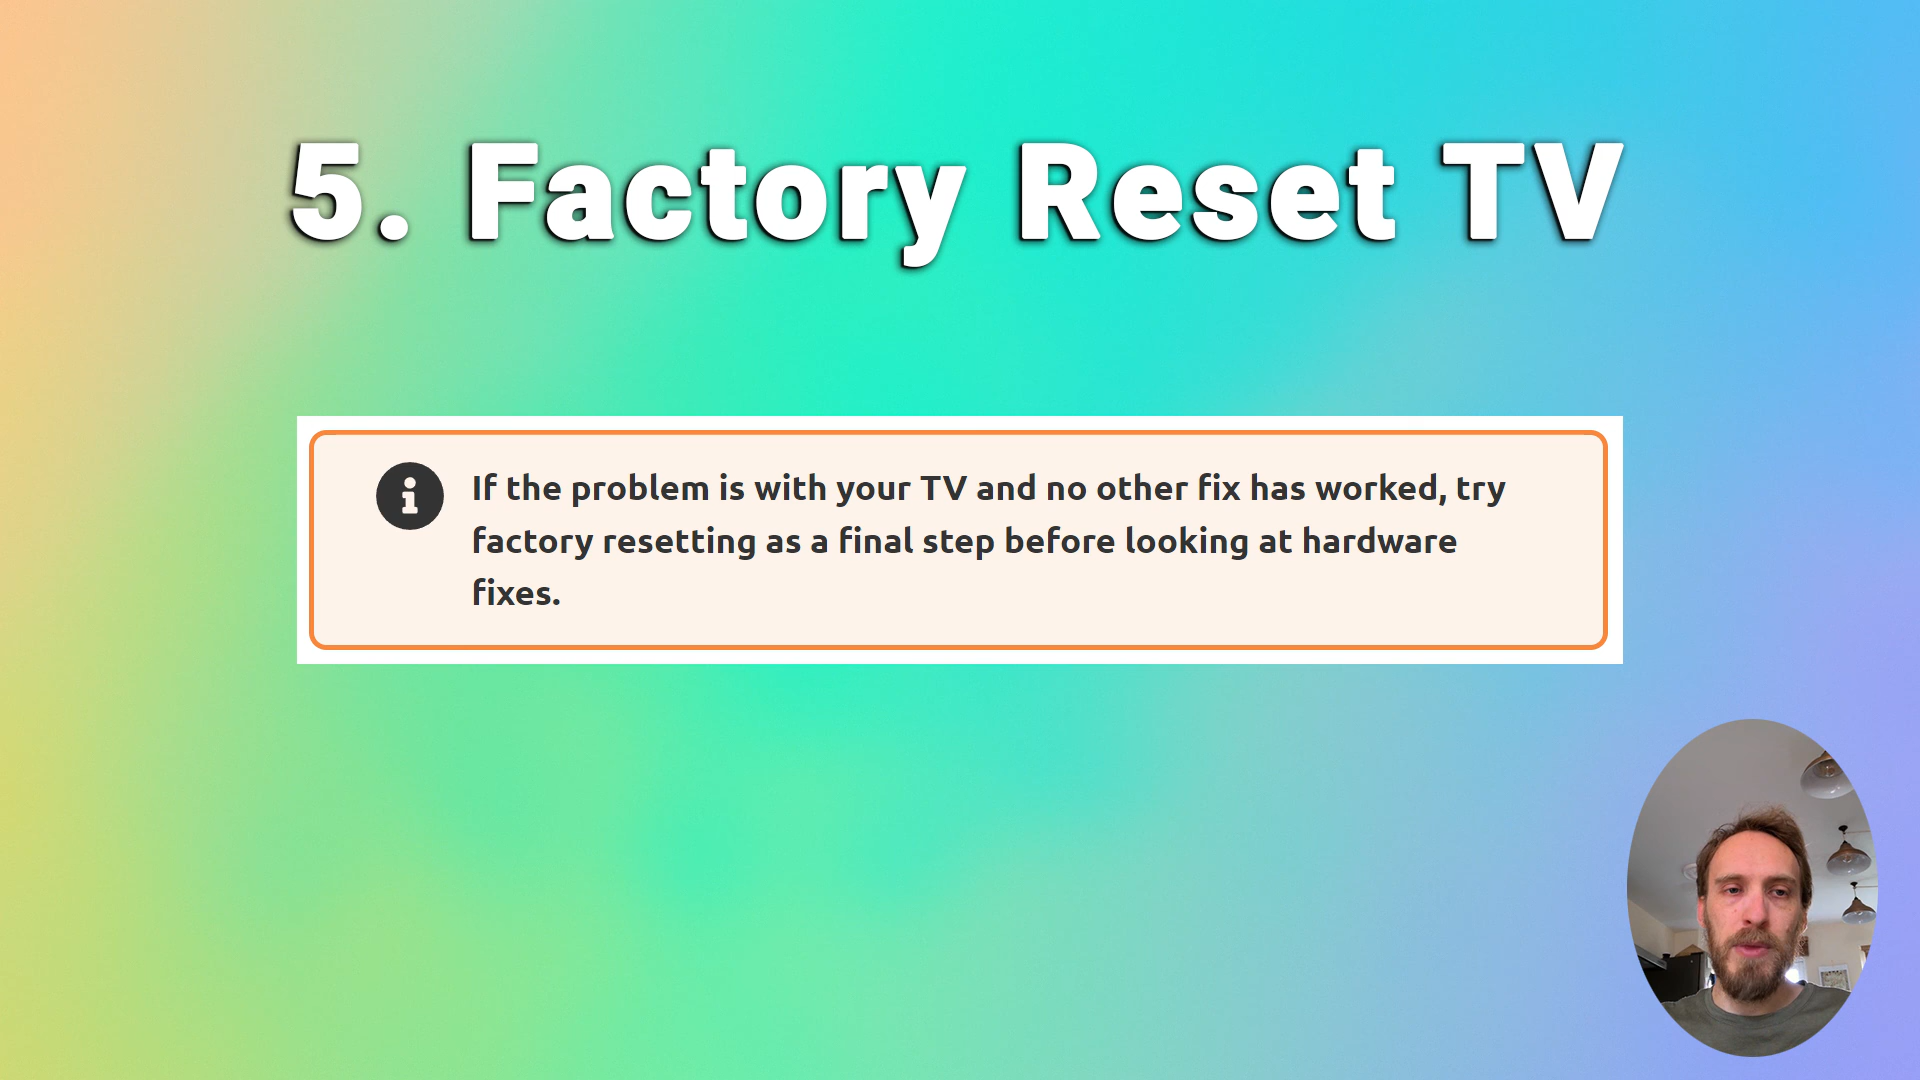 5. Factory Reset TV
If the problem is with your TV and no other fix has worked, try
factory resetting as a final step before looking at hardware
fixes.